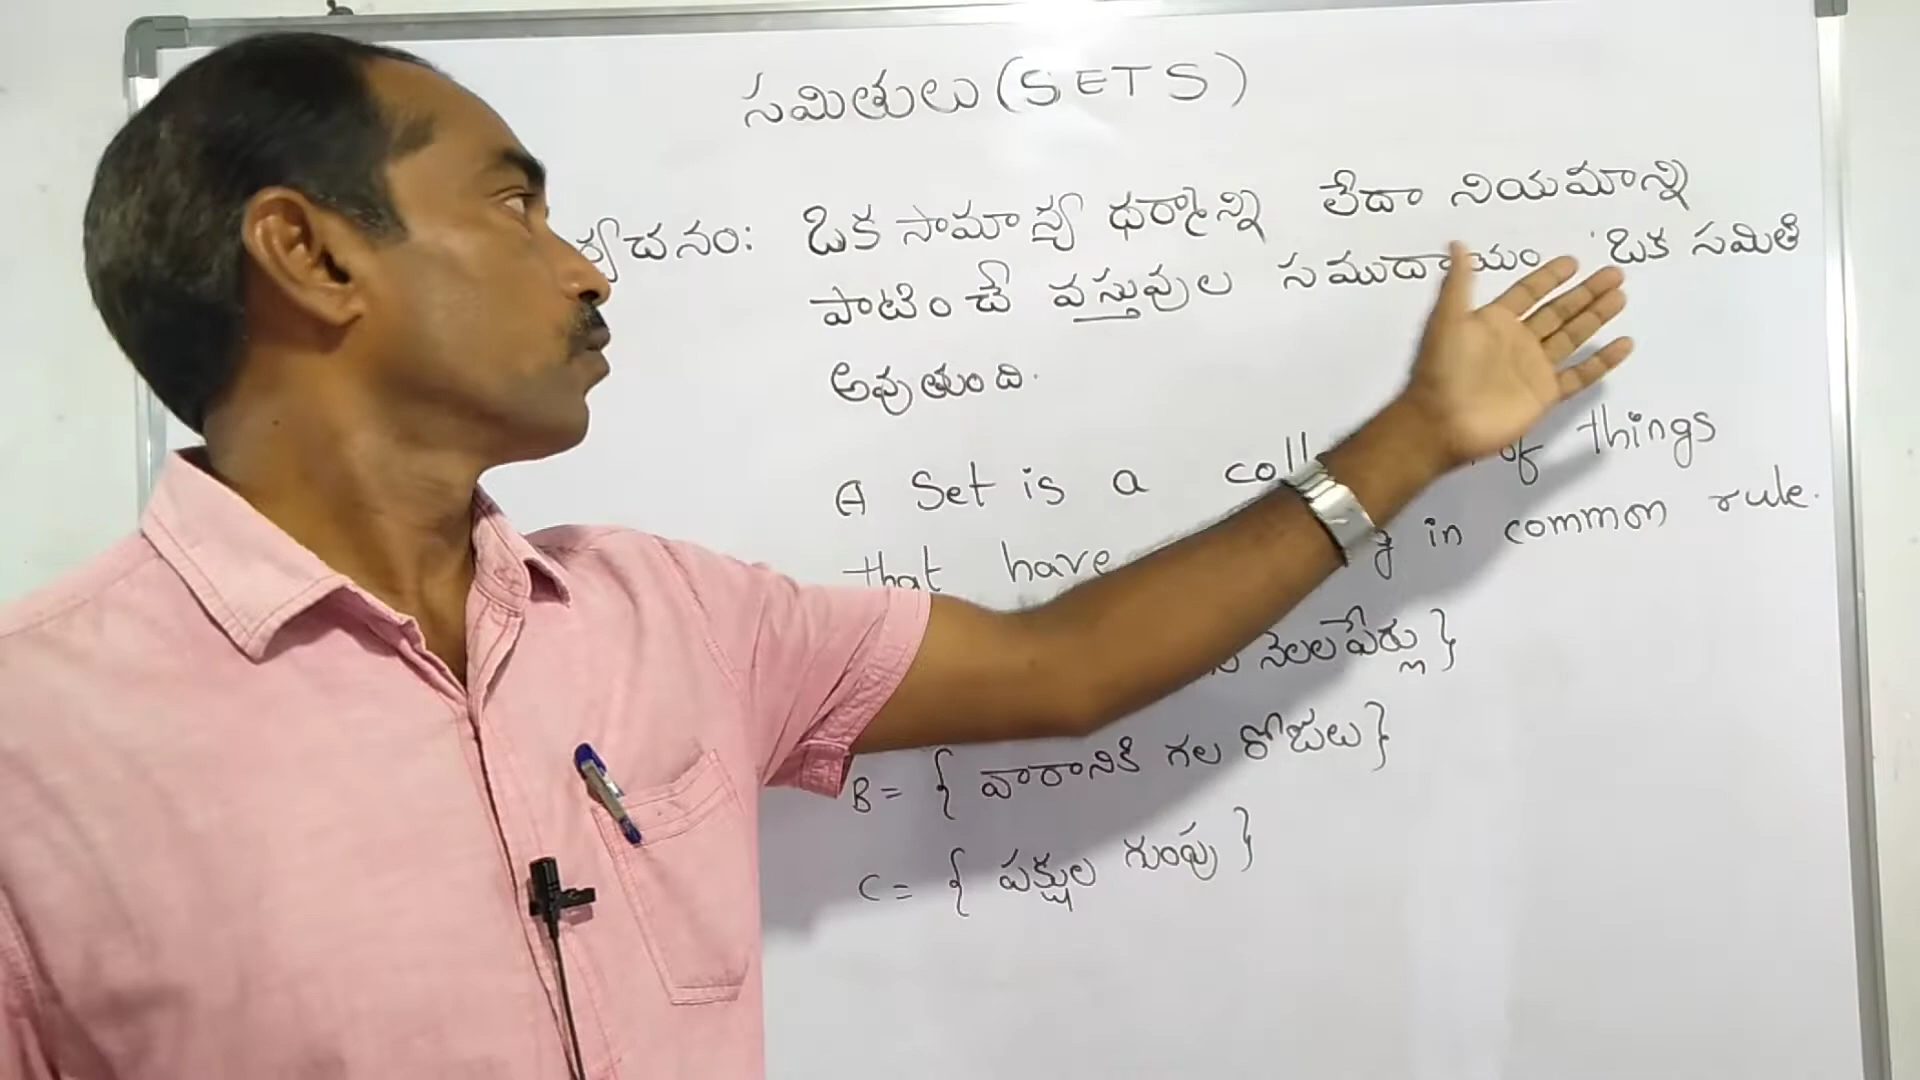 సమితులు (SETS)
ఒక సామాన్య ధర్మాన్ని లేదా నియమాన్ని
పాటించే వస్తువుల సముదాయం ఒక సమితి
అవుతుంది.
A Set is a of things
that have in common rule.
నెలల పేర్లు }
B = { వారానికి గల రోజులు }
C = { పక్షుల గుంపు }